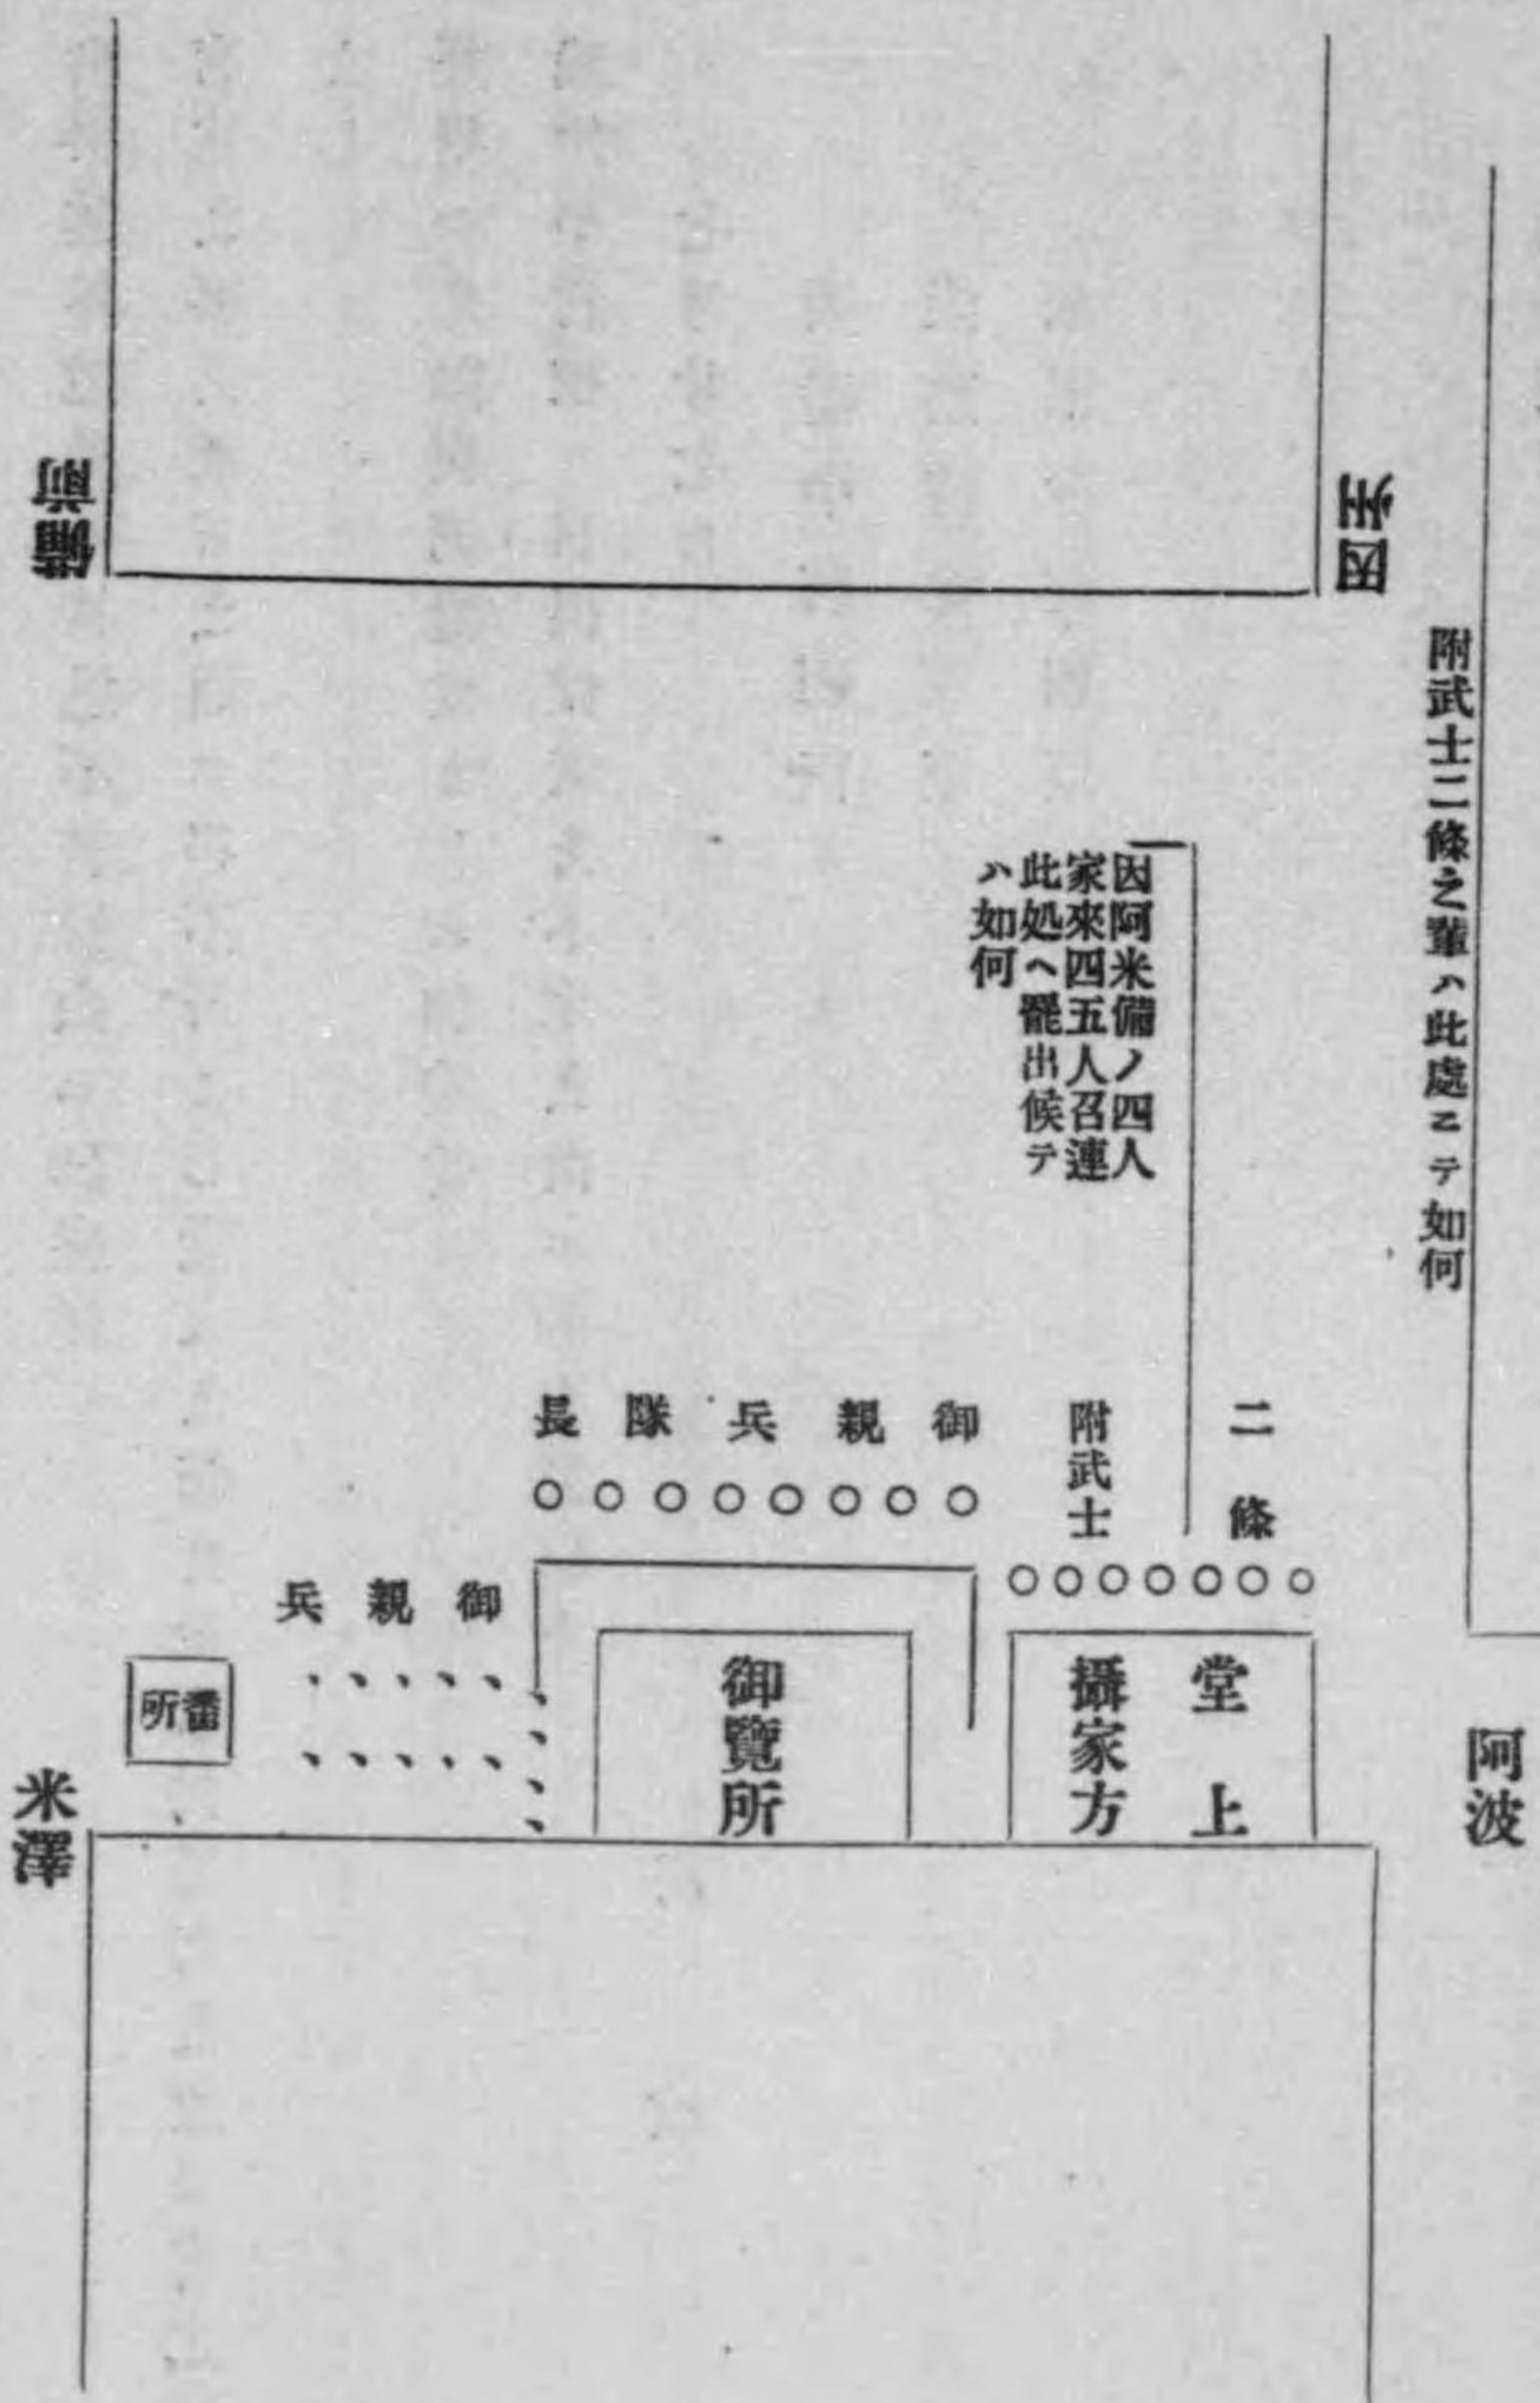 因州
備前
附武士二條之輩ハ此處ニテ如何
因阿米備ノ四人
家來四五人召連
此処ヘ罷出候テ
ハ如何
二條
附武士
御親兵隊長
○○○○○○○
○○○○○○○○
御親兵
堂上
攝家方
御覽所
番所
阿波
米澤